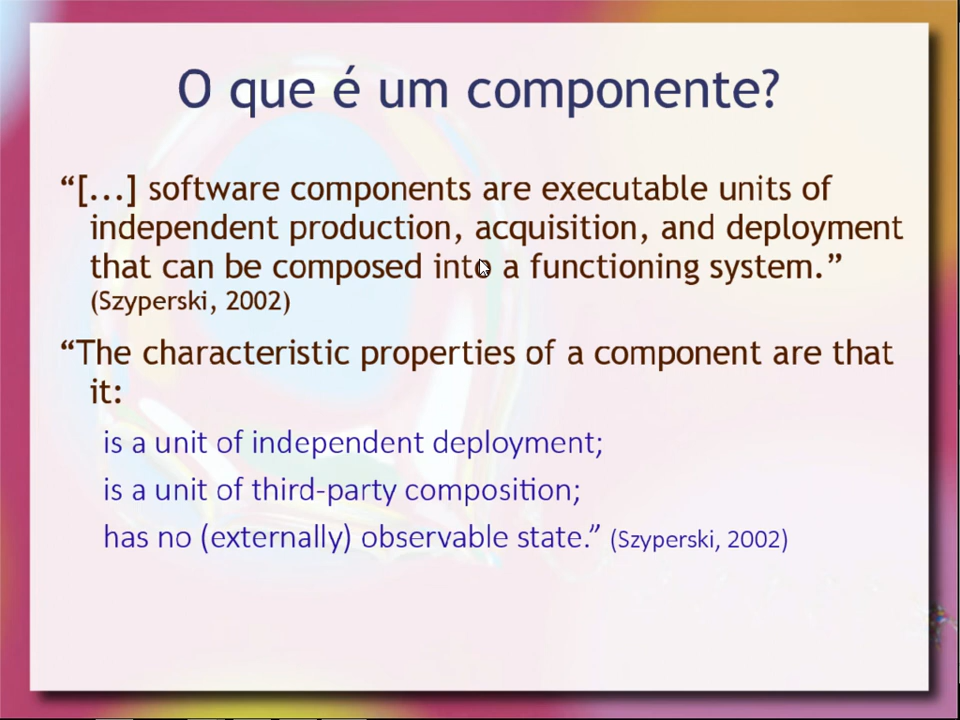 O que é um componente?
“[...] software components are executable units of
independent production, acquisition, and deployment
that can be composed into a functioning system.”
(Szyperski, 2002)
“The characteristic properties of a component are that
it:
is a unit of independent deployment;
is a unit of third-party composition;
has no (externally) observable state.” (Szyperski, 2002)